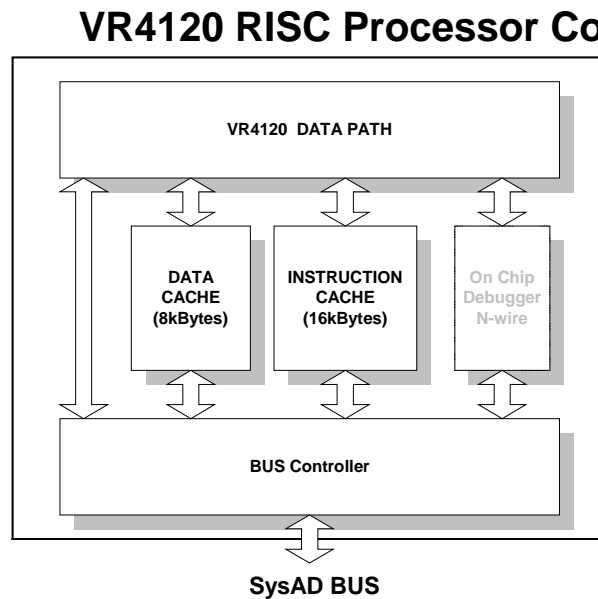 VR4120 RISC Processor Co
VR4120 DATA PATH
DATA
CACHE
(8kBytes)
INSTRUCTION
CACHE
(16kBytes)
On Chip
Debugger
N-wire
BUS Controller
SysAD BUS